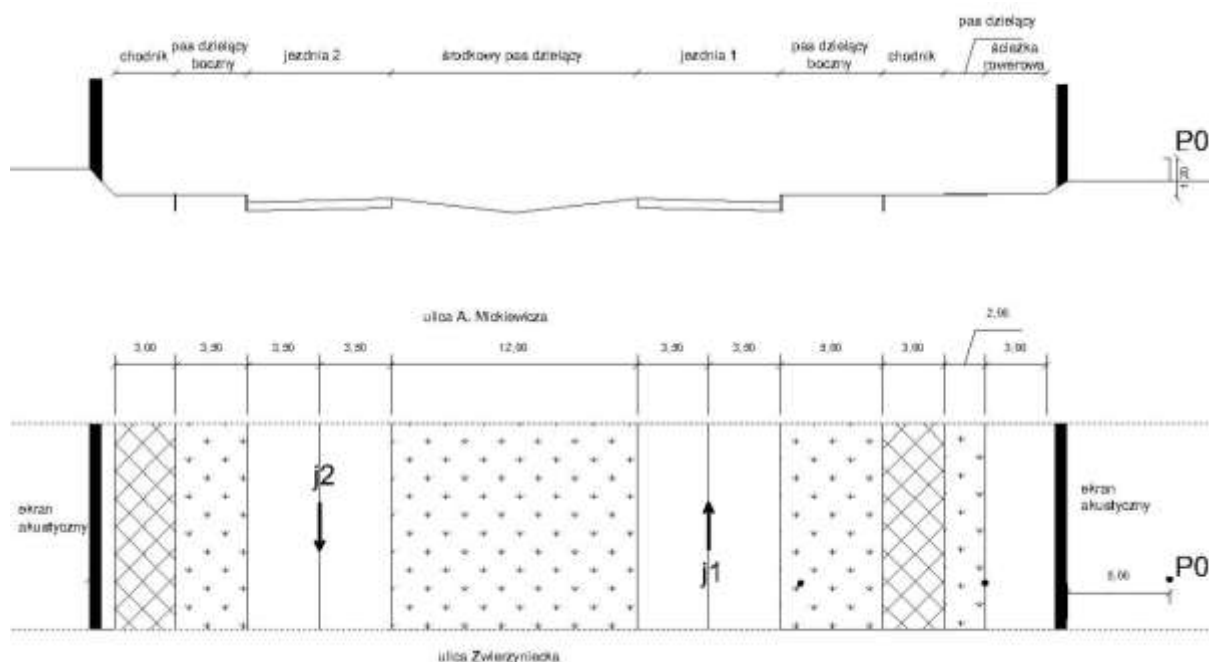 pas dzielący
chodnik
pas dzielący
boczny
jezdnia 2
środkowy pas dzielący
jezdnia 1
pas dzielący
boczny
chodnik
ścieżka
rowerowa
P0
1,20
ulica A. Mickiewicza
2,00
3,00
3,50
3,50
3,50
12,00
3,50
3,50
5,00
3,00
3,00
j2
j1
ekran
akustyczny
ekran
akustyczny
5,00
P0
ulica Zwierzyniecka